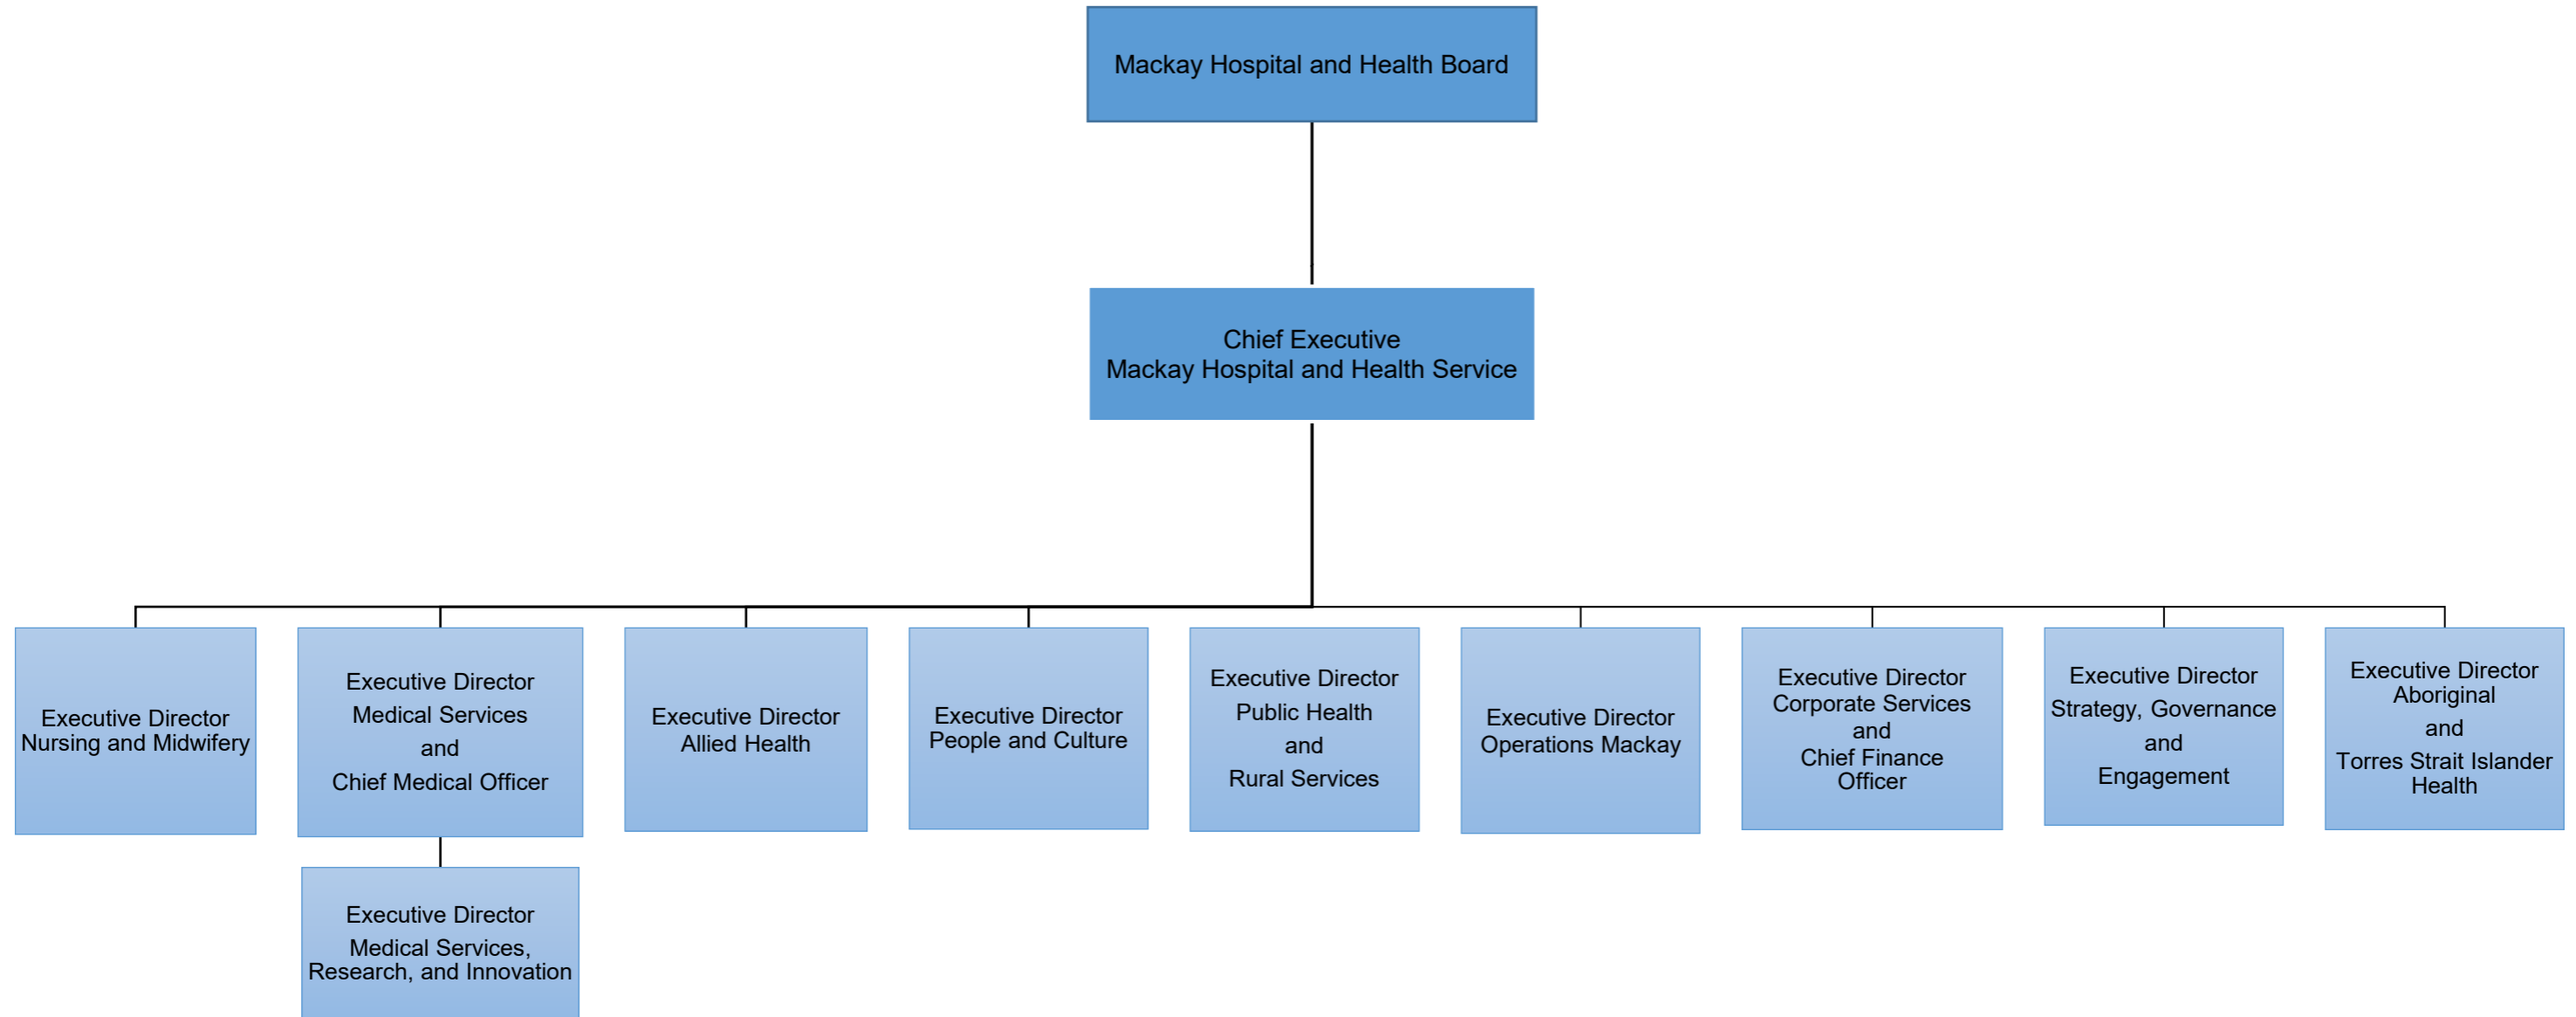 Mackay Hospital and Health Board
Chief Executive
Mackay Hospital and Health Service
Executive Director
Nursing and Midwifery
Executive Director
Medical Services
and
Chief Medical Officer
Executive Director
Allied Health
Executive Director
People and Culture
Executive Director
Public Health
and
Rural Services
Executive Director
Operations Mackay
Executive Director
Corporate Services
and
Chief Finance
Officer
Executive Director
Strategy, Governance
and
Engagement
Executive Director
Aboriginal
and
Torres Strait Islander
Health
Executive Director
Medical Services,
Research, and Innovation